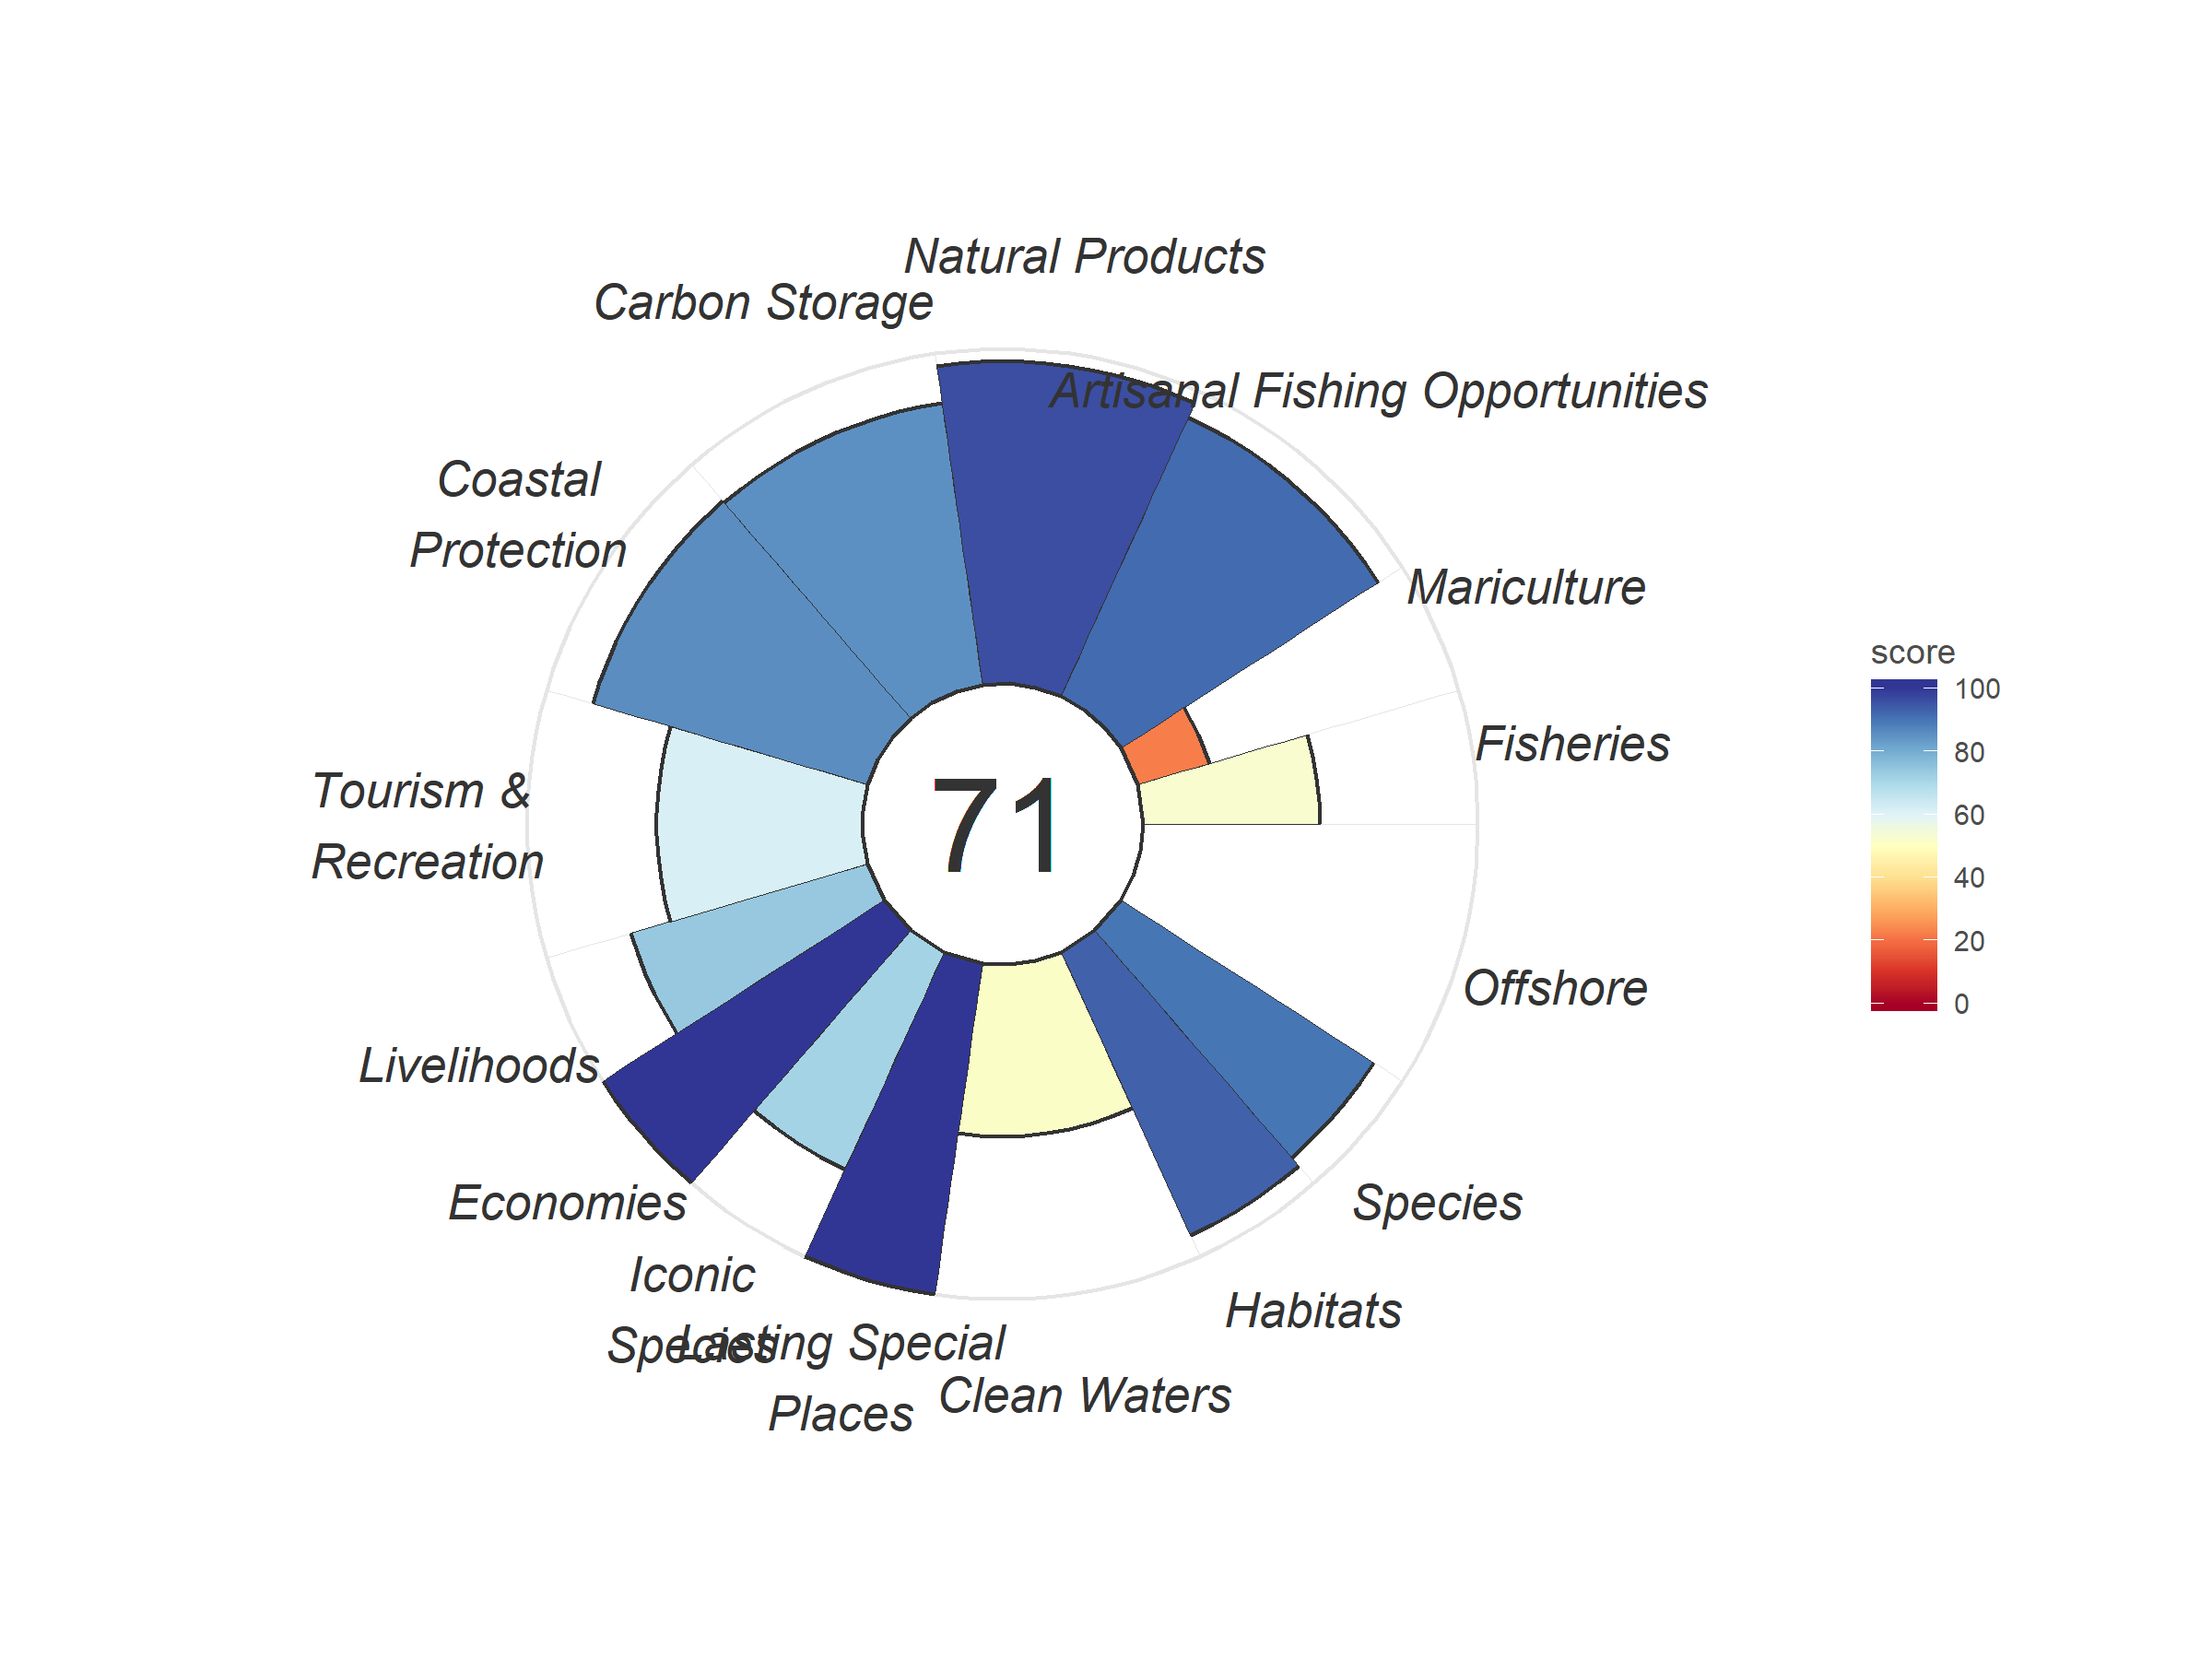 Natural Products
Carbon Storage
Artisanal Fishing Opportunities
Coastal
Protection
Mariculture
score
100
80
60
40
20
0
Fisheries
71
Tourism &
Recreation
Offshore
Livelihoods
Economies
Species
Iconic
Species
Habitats
Lasting Special
Places
Clean Waters